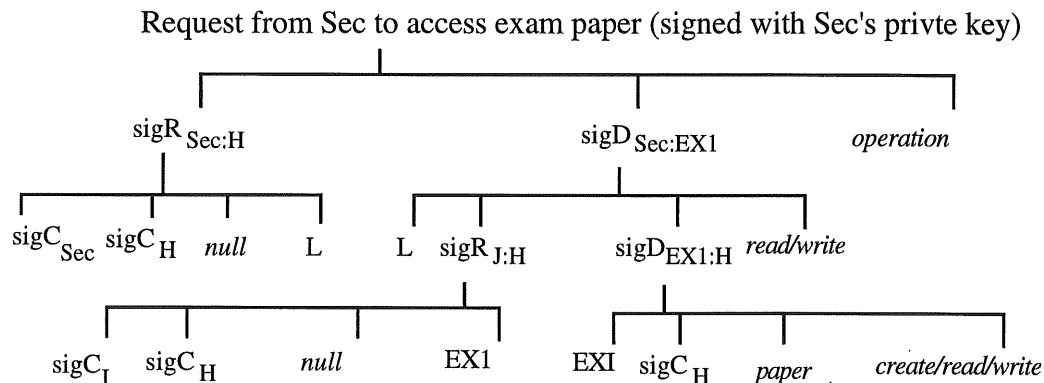 Request from Sec to access exam paper (signed with Sec's privte key)
sigR Sec:H sigD Sec:EX1 operation
sigC Sec sigC H null L L sigR J:H sigD EX1:H read/write
sigC J sigC H null EX1 EXI sigC H paper create/read/write